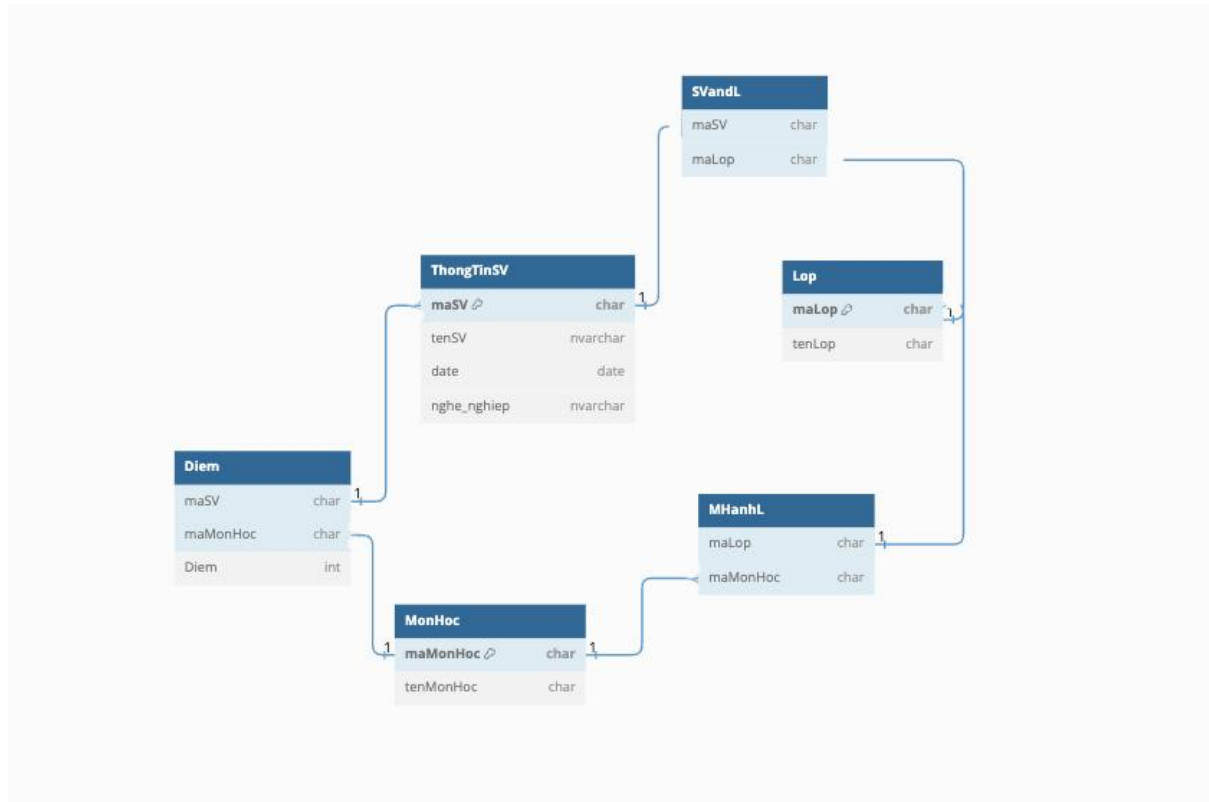 SVandL
maSV char
maLop char
ThongTinSV
maSV char 1
tenSV nvarchar
date date
nghe_nghiep nvarchar
Lop
maLop char 1
tenLop char
Diem
maSV char 1
maMonHoc char
Diem int
MHanhL
maLop char 1
maMonHoc char
MonHoc
1 maMonHoc char 1
tenMonHoc char